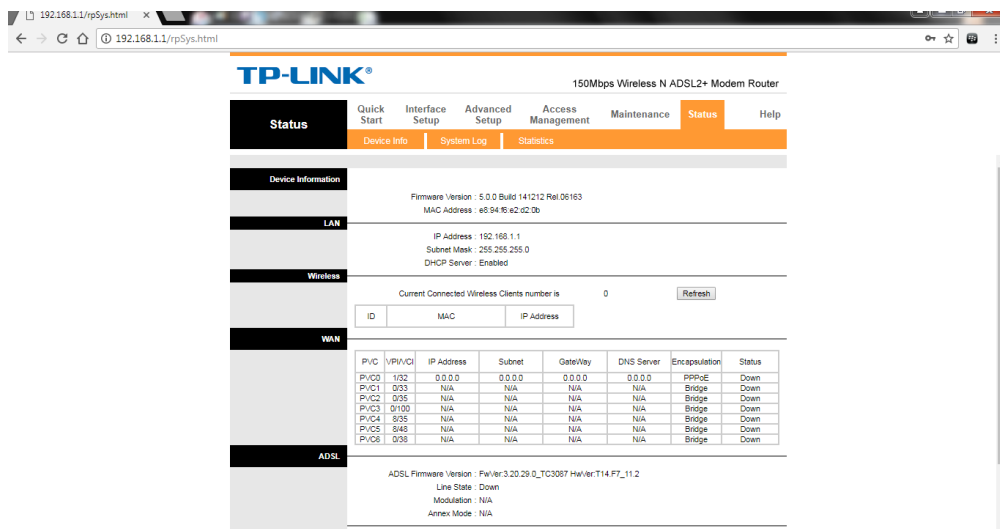 192.168.1.1/rpSys.html
192.168.1.1/rpSys.html
TP-LINK®
150Mbps Wireless N ADSL2+ Modem Router
Status
Quick Start
Interface Setup
Advanced Setup
Access Management
Maintenance
Status
Help
Device Info
System Log
Statistics
Device Information
Firmware Version : 5.0.0 Build 141212 Rel.06163
MAC Address : e8:94:f6:e2:d2:0b
LAN
IP Address : 192.168.1.1
Subnet Mask : 255.255.255.0
DHCP Server : Enabled
Wireless
Current Connected Wireless Clients number is 0 Refresh
ID MAC IP Address
WAN
PVC VPI/VCI IP Address Subnet GateWay DNS Server Encapsulation Status
PVC0 1/32 0.0.0.0 0.0.0.0 0.0.0.0 0.0.0.0 PPPoE Down
PVC1 0/33 N/A N/A N/A N/A Bridge Down
PVC2 0/35 N/A N/A N/A N/A Bridge Down
PVC3 0/100 N/A N/A N/A N/A Bridge Down
PVC4 8/35 N/A N/A N/A N/A Bridge Down
PVC5 8/48 N/A N/A N/A N/A Bridge Down
PVC6 0/38 N/A N/A N/A N/A Bridge Down
ADSL
ADSL Firmware Version : FwVer:3.20.29.0_TC3087 HwVer:T14.F7_11.2
Line State : Down
Modulation : N/A
Annex Mode : N/A